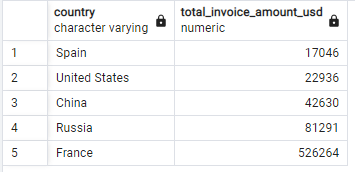 country total_invoice_amount_usd
character varying numeric
1 Spain 17046
2 United States 22936
3 China 42630
4 Russia 81291
5 France 526264